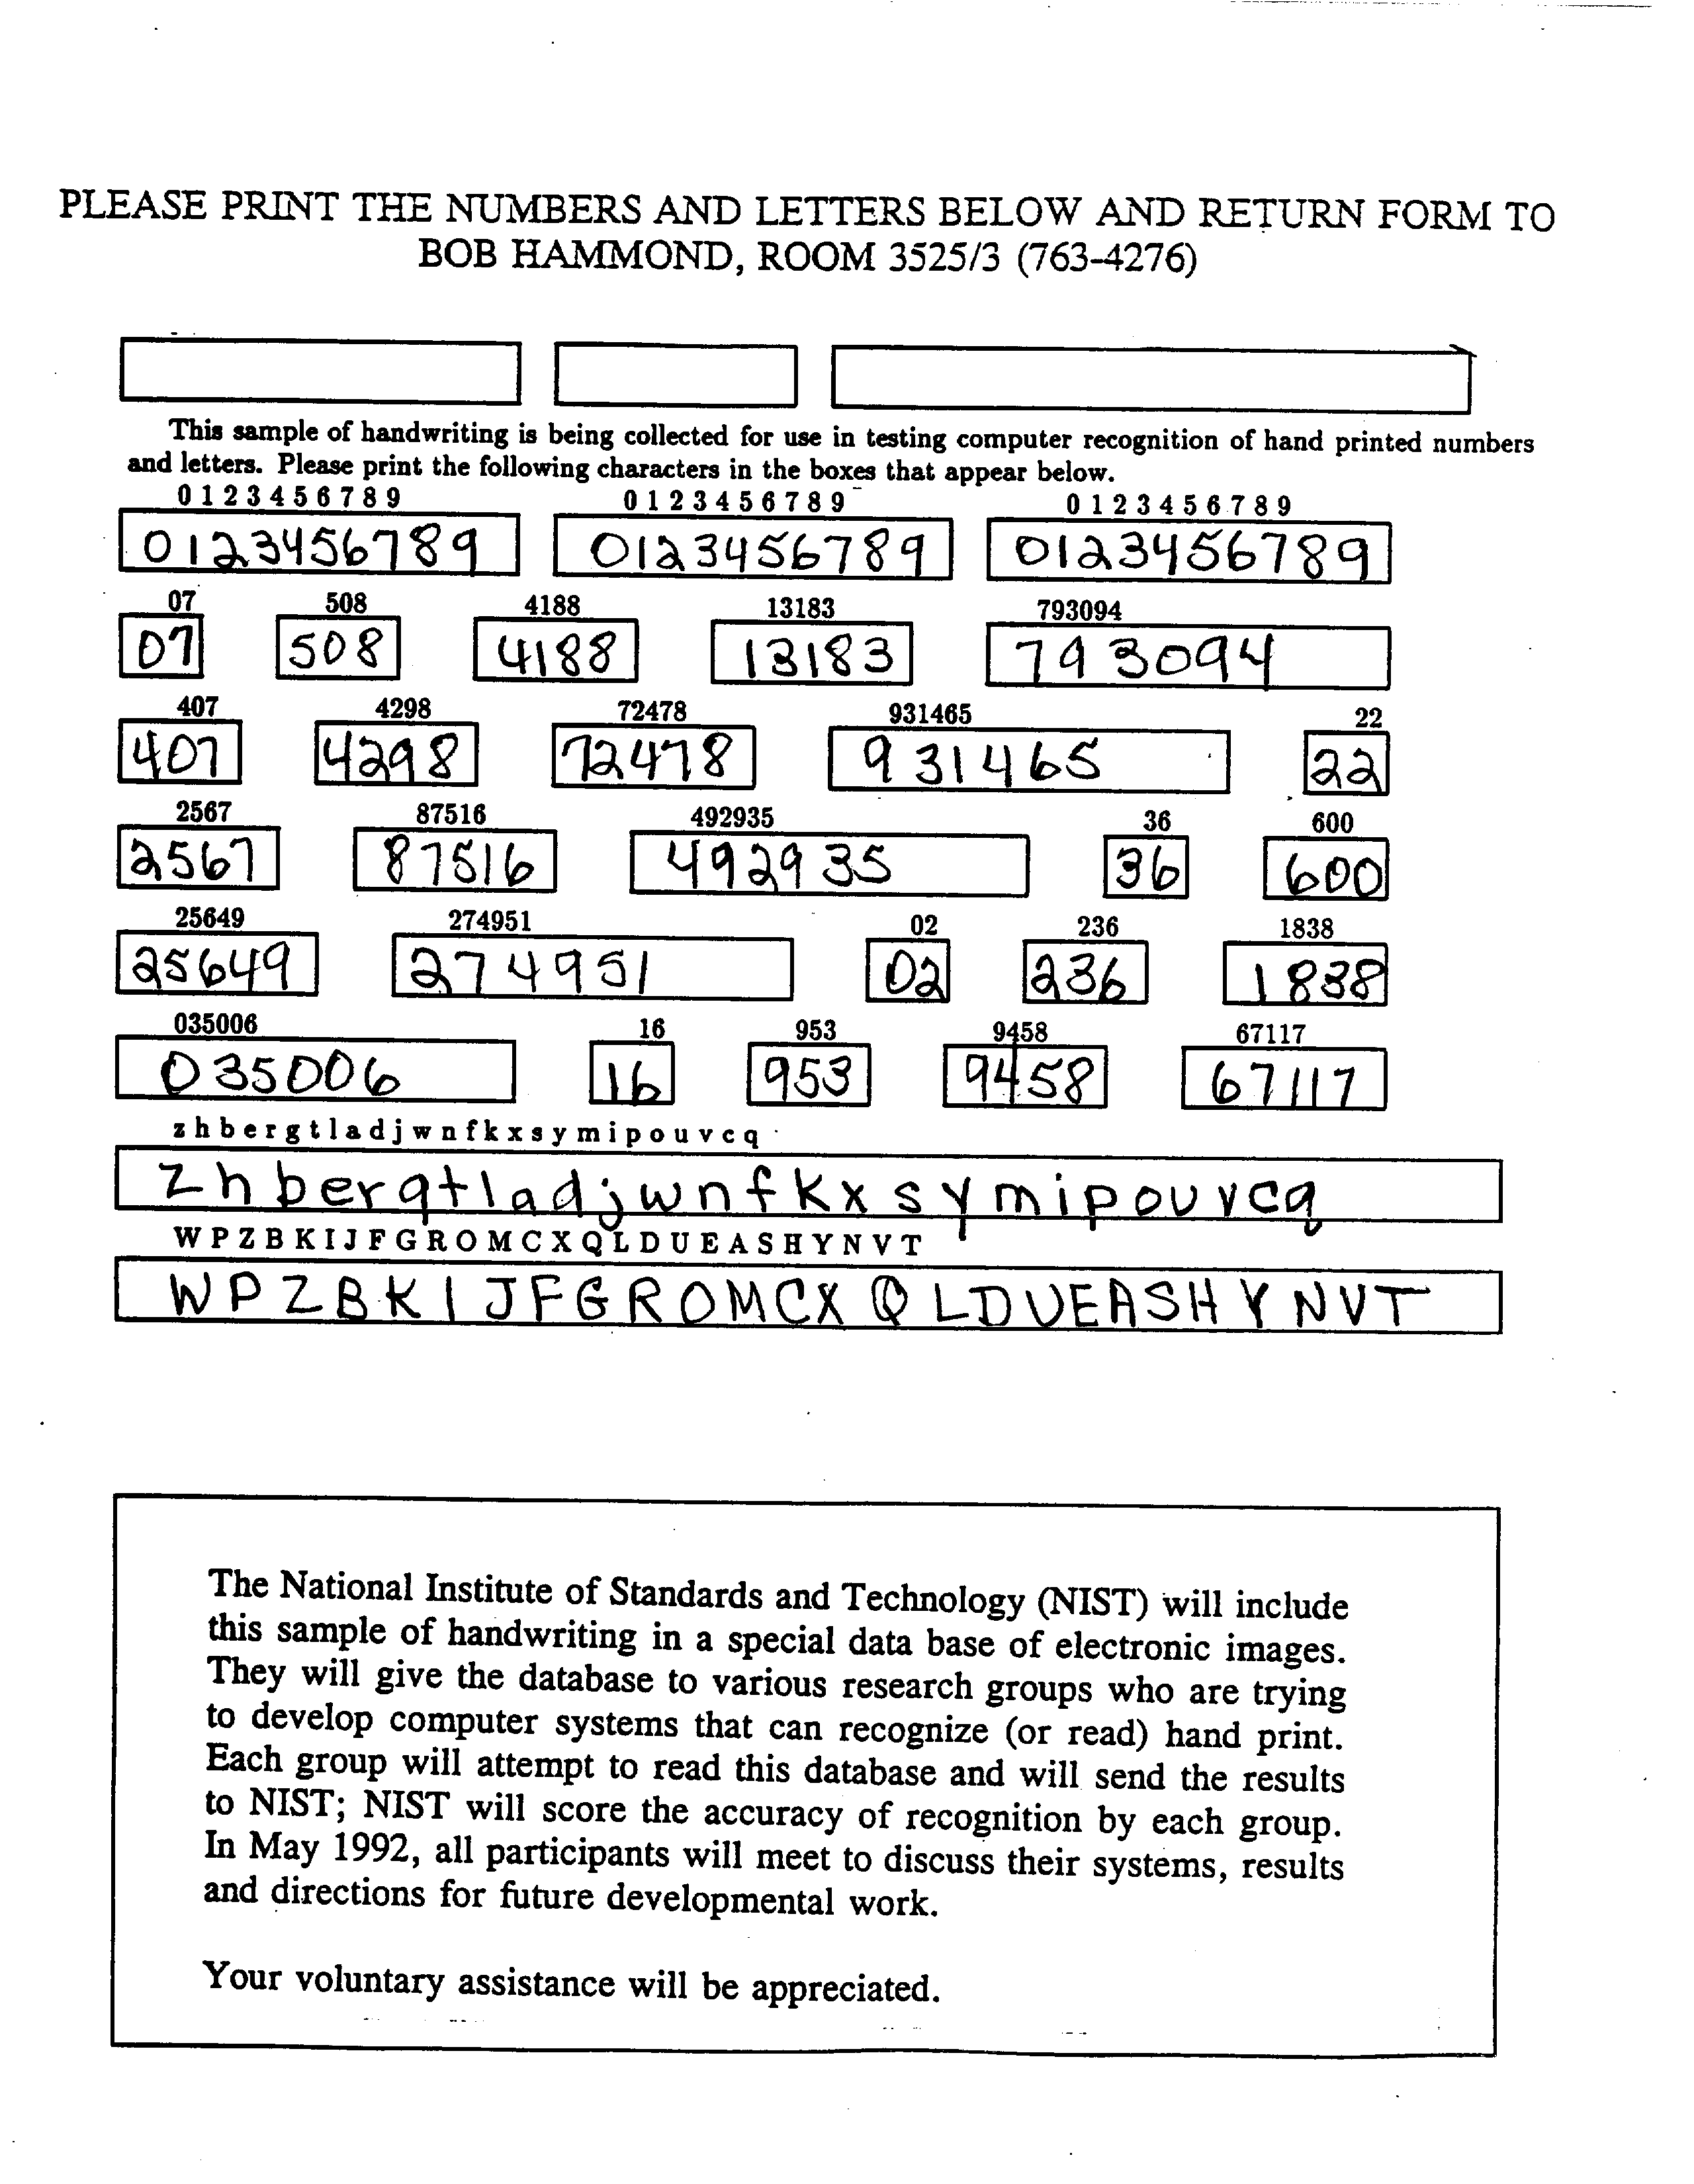 PLEASE PRINT THE NUMBERS AND LETTERS BELOW AND RETURN FORM TO
BOB HAMMOND, ROOM 3525/3 (763-4276)
This sample of handwriting is being collected for use in testing computer recognition of hand printed numbers
and letters. Please print the following characters in the boxes that appear below.
0 1 2 3 4 5 6 7 8 9 0 1 2 3 4 5 6 7 8 9 0 1 2 3 4 5 6 7 8 9
0123456789 0123456789 0123456789
07 508 4188 13183 793094
07 508 4188 13183 793094
407 4298 72478 931465 22
407 4298 72478 931465 22
2567 87516 492935 36 600
2567 87516 492935 36 600
25649 274951 02 236 1838
25649 274951 02 236 1838
035006 16 953 9458 67117
035006 16 953 9458 67117
z h b e r g t l a d j w n f k x s y m i p o u v c q
z h b e r g t l a d j w n f k x s y m i p o u v c q
W P Z B K I J F G R O M C X Q L D U E A S H Y N V T
W P Z B K I J F G R O M C X Q L D U E A S H Y N V T
The National Institute of Standards and Technology (NIST) will include
this sample of handwriting in a special data base of electronic images.
They will give the database to various research groups who are trying
to develop computer systems that can recognize (or read) hand print.
Each group will attempt to read this database and will send the results
to NIST; NIST will score the accuracy of recognition by each group.
In May 1992, all participants will meet to discuss their systems, results
and directions for future developmental work.
Your voluntary assistance will be appreciated.